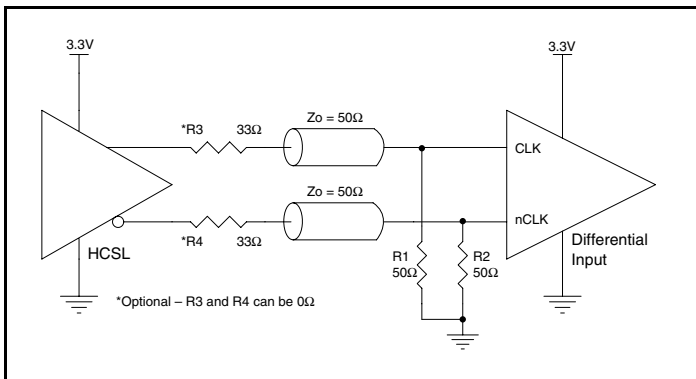 3.3V
3.3V
*R3
33Ω
Zo = 50Ω
CLK
Zo = 50Ω
nCLK
*R4
33Ω
HCSL
R1
50Ω
R2
50Ω
Differential
Input
*Optional – R3 and R4 can be 0Ω